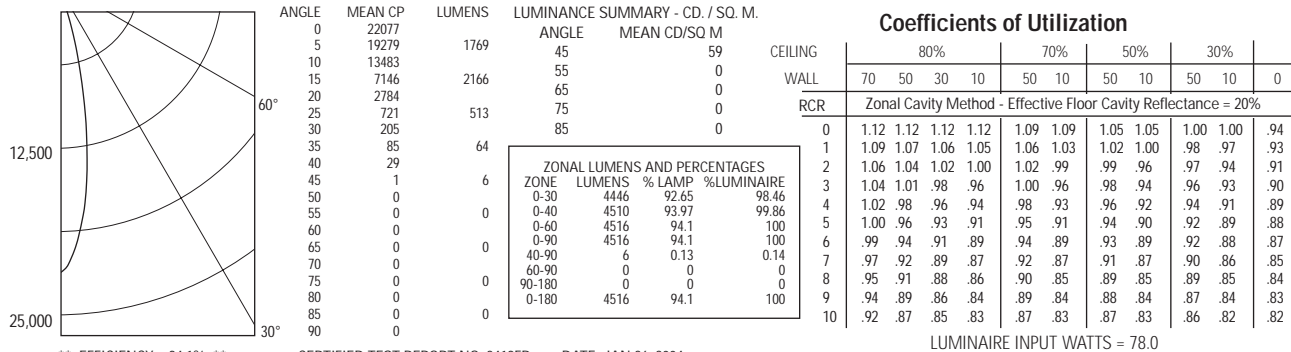 12,500
25,000
60°
30°
ANGLE MEAN CP LUMENS
0 22077
5 19279 1769
10 13483
15 7146 2166
20 2784
25 721 513
30 205
35 85 64
40 29
45 1 6
50 0
55 0 0
60 0
65 0 0
70 0
75 0 0
80 0
85 0 0
90 0
LUMINANCE SUMMARY - CD. / SQ. M.
ANGLE MEAN CD/SQ M
45 59
55 0
65 0
75 0
85 0
ZONAL LUMENS AND PERCENTAGES
ZONE LUMENS % LAMP %LUMINAIRE
0-30 4446 92.65 98.46
0-40 4510 93.97 99.86
0-60 4516 94.1 100
0-90 4516 94.1 100
40-90 6 0.13 0.14
60-90 0 0 0
90-180 0 0 0
0-180 4516 94.1 100
Coefficients of Utilization
CEILING 80% 70% 50% 30%
WALL 70 50 30 10 50 10 50 10 50 10 0
RCR Zonal Cavity Method - Effective Floor Cavity Reflectance = 20%
0 1.12 1.12 1.12 1.12 1.09 1.09 1.05 1.05 1.00 1.00 .94
1 1.09 1.07 1.06 1.05 1.06 1.03 1.02 1.00 .98 .97 .93
2 1.06 1.04 1.02 1.00 1.02 .99 .99 .96 .97 .94 .91
3 1.04 1.01 .98 .96 1.00 .96 .98 .94 .96 .93 .90
4 1.02 .98 .96 .94 .98 .93 .96 .92 .94 .91 .89
5 1.00 .96 .93 .91 .95 .91 .94 .90 .92 .89 .88
6 .99 .94 .91 .89 .94 .89 .93 .89 .92 .88 .87
7 .97 .92 .89 .87 .92 .87 .91 .87 .90 .86 .85
8 .95 .91 .88 .86 .90 .85 .89 .85 .89 .85 .84
9 .94 .89 .86 .84 .89 .84 .88 .84 .87 .84 .83
10 .92 .87 .85 .83 .87 .83 .87 .83 .86 .82 .82
LUMINAIRE INPUT WATTS = 78.0